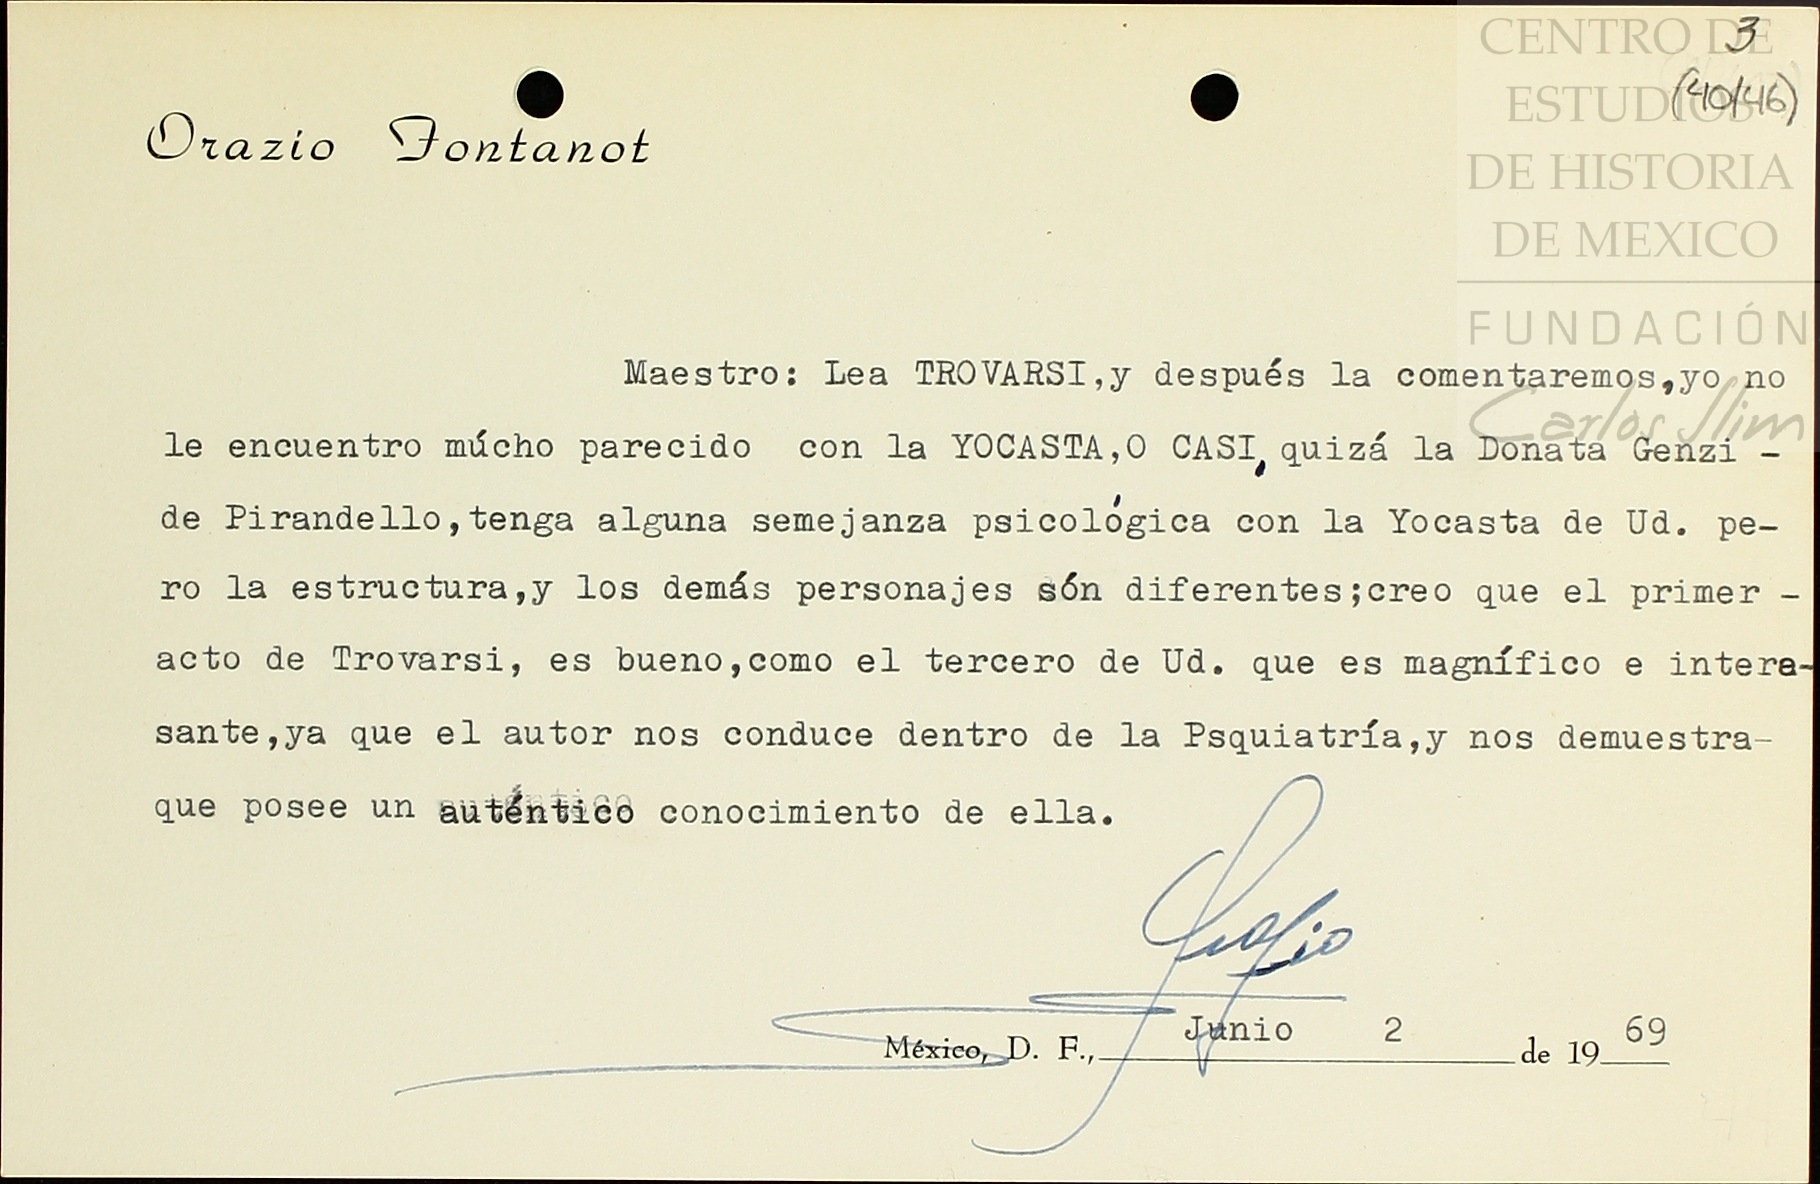 CENTRO DE
ESTUDIOS
DE HISTORIA
DE MEXICO
FUNDACIÓN
Carlos Slim
3
(40/46)
Orazio Fontanot
Maestro: Lea TROVARSI,y después la comentaremos,yo no
le encuentro múcho parecido con la YOCASTA,O CASI, quizá la Donata Genzi -
de Pirandello,tenga alguna semejanza psicológica con la Yocasta de Ud. pe-
ro la estructura,y los demás personajes són diferentes;creo que el primer -
acto de Trovarsi, es bueno,como el tercero de Ud. que es magnífico e intere-
sante,ya que el autor nos conduce dentro de la Psquiatría,y nos demuestra-
que posee un auténtico conocimiento de ella.
Orazio
México, D. F., Junio 2 de 1969